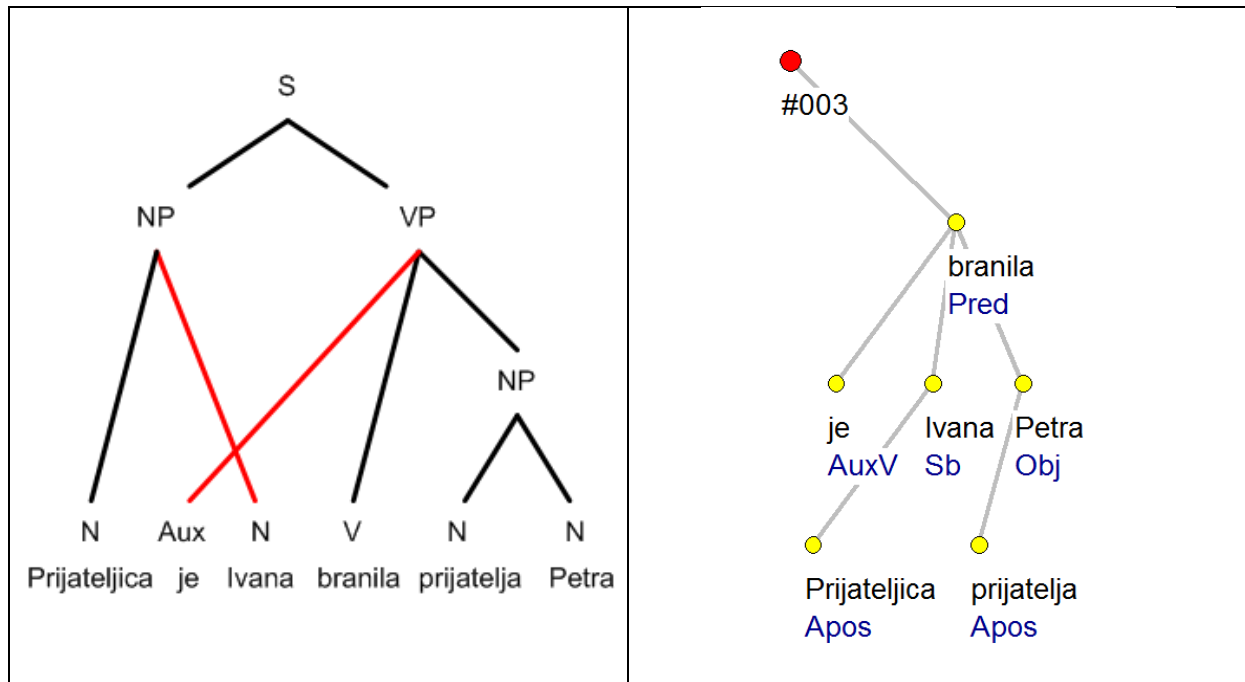 S
NP VP
NP
N Aux N V N N
Prijateljica je Ivana branila prijatelja Petra
#003
branila
Pred
je Ivana Petra
AuxV Sb Obj
Prijateljica prijatelja
Apos Apos